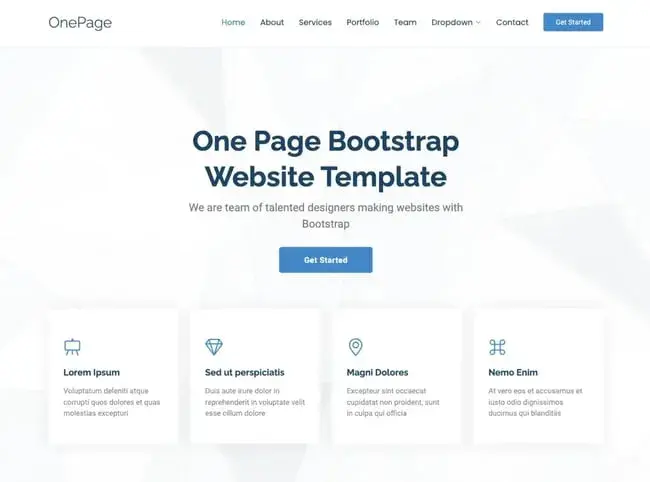 OnePage
Home About Services Portfolio Team Dropdown Contact Get Started
One Page Bootstrap
Website Template
We are team of talented designers making websites with
Bootstrap
Get Started
Lorem Ipsum
Voluptatum deleniti atque
corrupti quos dolores et quas
molestias excepturi
Sed ut perspiciatis
Duis aute irure dolor in
reprehenderit in voluptate velit
esse cillum dolore
Magni Dolores
Excepteur sint occaecat
cupidatat non proident, sunt
in culpa qui officia
Nemo Enim
At vero eos et accusamus et
iusto odio dignissimos
ducimus qui blanditiis